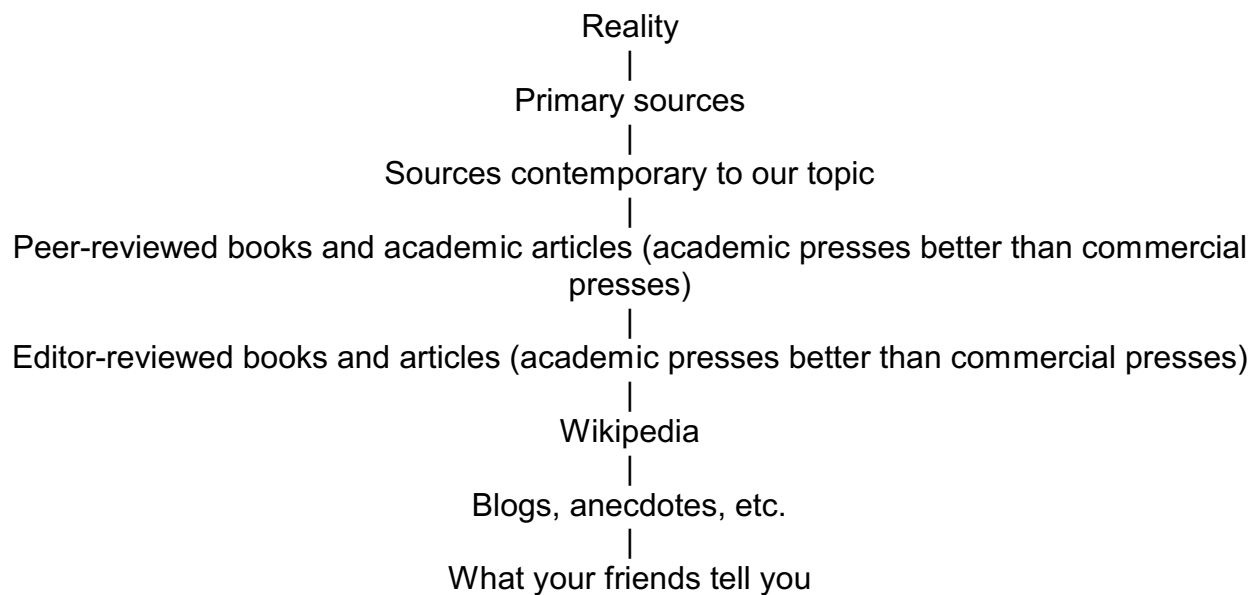 Reality
|
Primary sources
|
Sources contemporary to our topic
|
Peer-reviewed books and academic articles (academic presses better than commercial
presses)
|
Editor-reviewed books and articles (academic presses better than commercial presses)
|
Wikipedia
|
Blogs, anecdotes, etc.
|
What your friends tell you